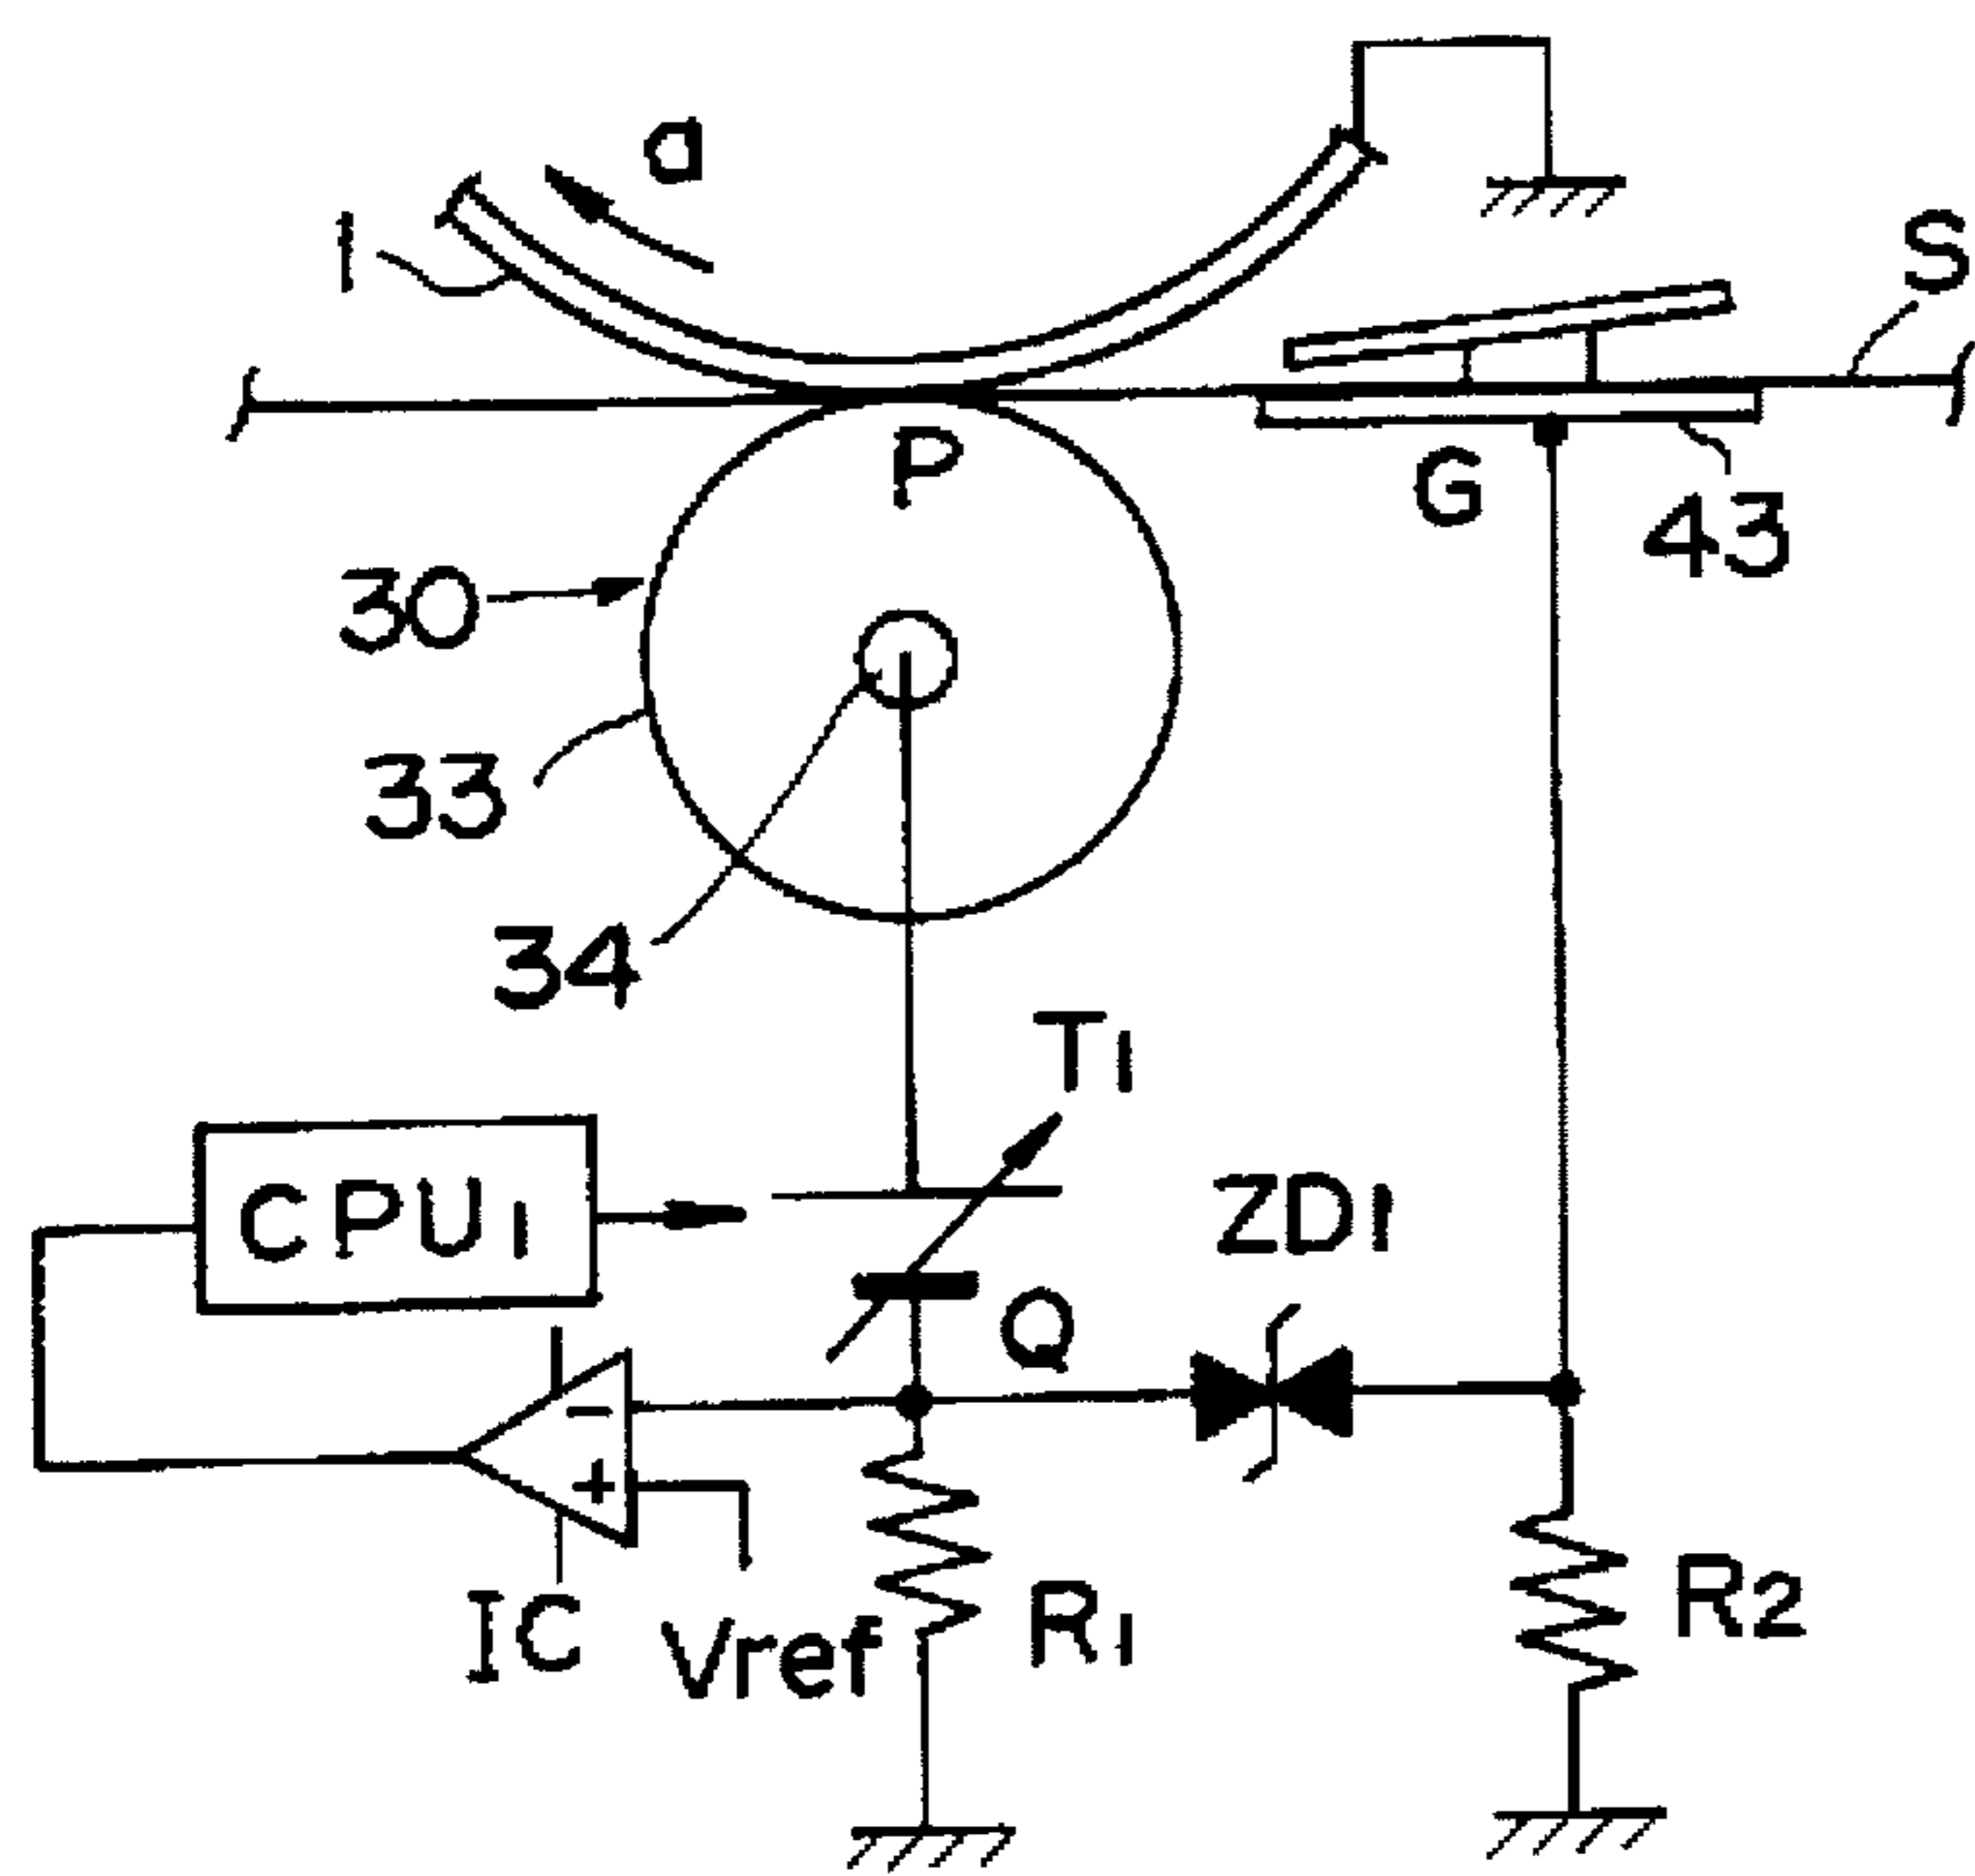 a
1
S
P
G
43
30
33
34
T1
CPU1
ZD1
Q
−
+
IC
Vref
R1
R2